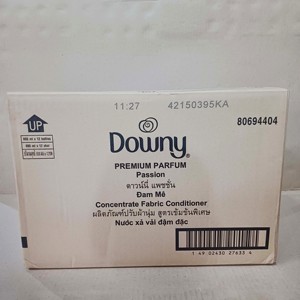 11:27 42150395KA
80694404
UP
Downy
PREMIUM PARFUM
Passion
ดาวน์นี่ แพชชั่น
Đam Mê
Concentrate Fabric Conditioner
ผลิตภัณฑ์ปรับผ้านุ่ม สูตรเข้มข้นพิเศษ
Nước xả vải đậm đặc